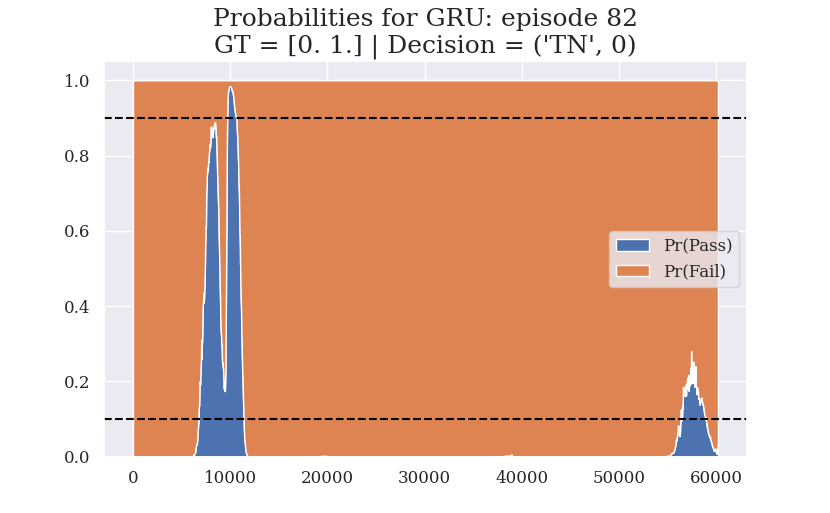 Probabilities for GRU: episode 82
GT = [0. 1.] | Decision = ('TN', 0)
1.0
0.8
0.6
0.4
0.2
0.0
Pr(Pass)
Pr(Fail)
0 10000 20000 30000 40000 50000 60000